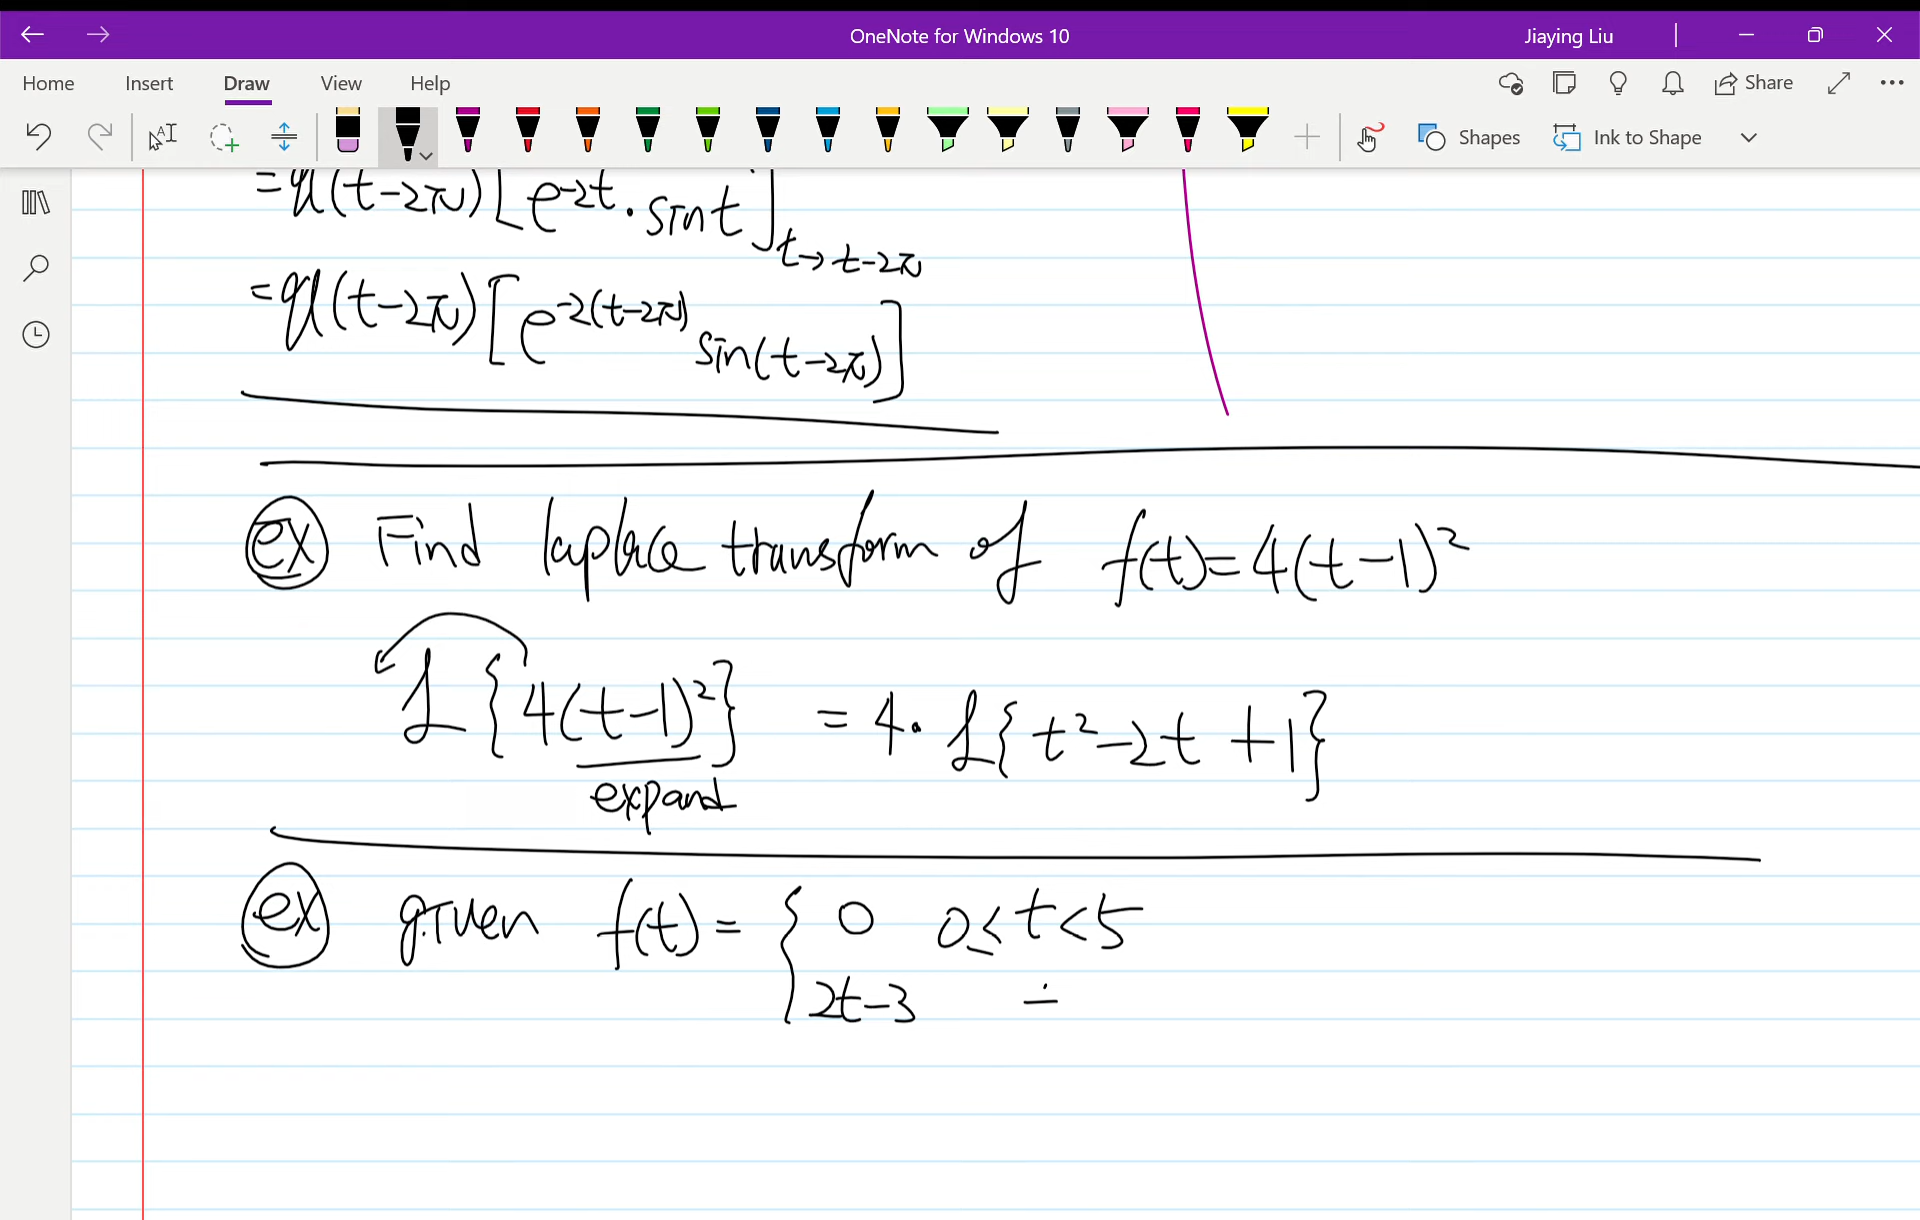 OneNote for Windows 10
Jiaying Liu
Home Insert Draw View Help
Share
Shapes
Ink to Shape
=𝒰(t-2π)[e^-2t · sint]t→t-2π
=𝒰(t-2π)[e^-2(t-2π) sin(t-2π)]
ex Find laplace transform of f(t)=4(t-1)²
ℒ{4(t-1)²} = 4·ℒ{t²-2t+1}
expand
ex given f(t)= { 0 0≤t<5
2t-3